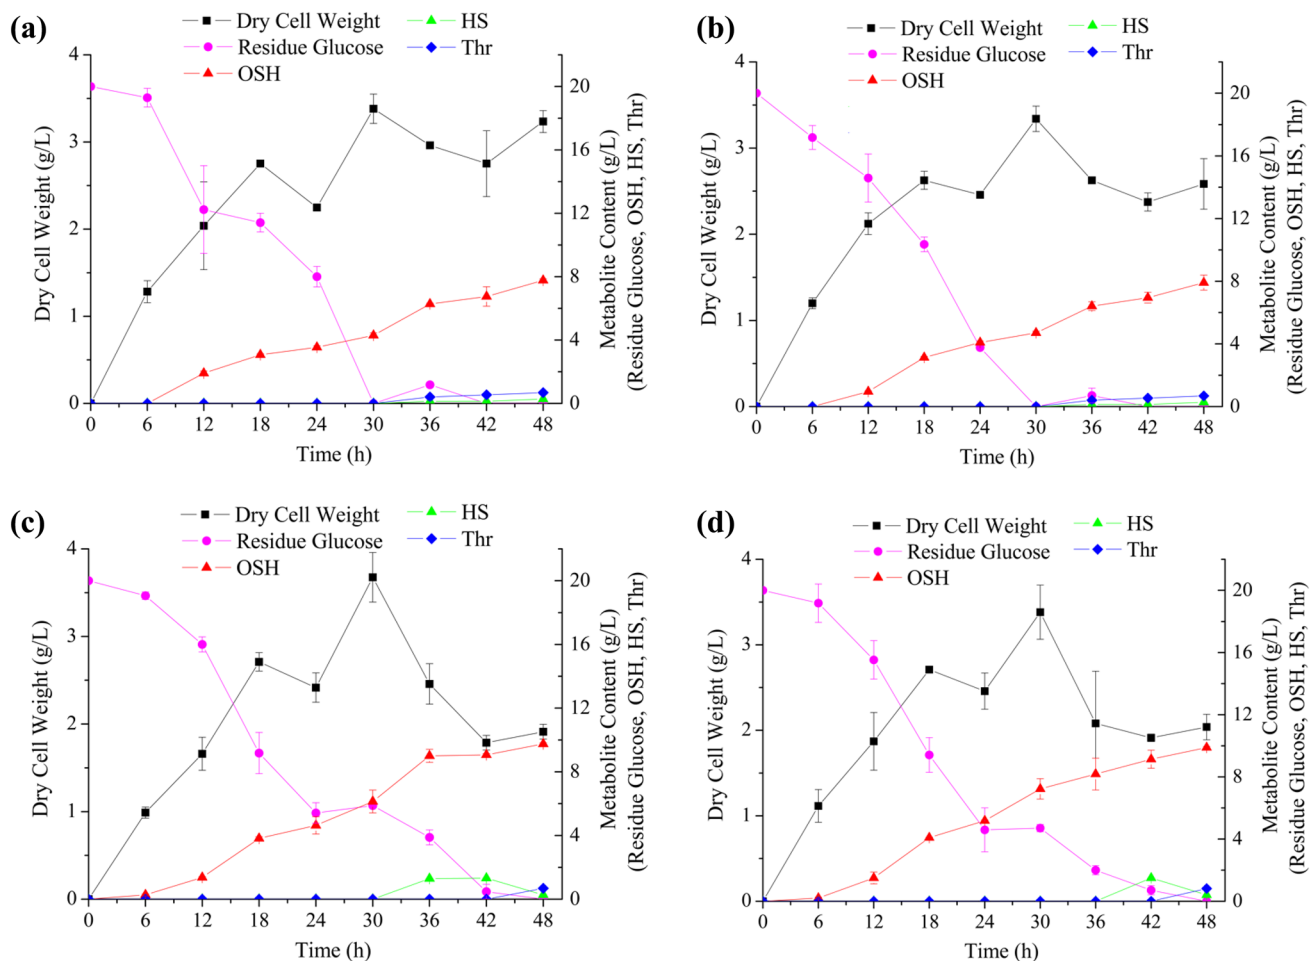 (a)
Dry Cell Weight
Residue Glucose
OSH
HS
Thr
4
3
2
1
0
20
16
12
8
4
0
0 6 12 18 24 30 36 42 48
Dry Cell Weight (g/L)
Time (h)
Metabolite Content (g/L)
(Residue Glucose, OSH, HS, Thr)
(b)
Dry Cell Weight
Residue Glucose
OSH
HS
Thr
4
3
2
1
0
20
16
12
8
4
0
0 6 12 18 24 30 36 42 48
Dry Cell Weight (g/L)
Time (h)
Metabolite Content (g/L)
(Residue Glucose, OSH, HS, Thr)
(c)
Dry Cell Weight
Residue Glucose
OSH
HS
Thr
4
3
2
1
0
20
16
12
8
4
0
0 6 12 18 24 30 36 42 48
Dry Cell Weight (g/L)
Time (h)
Metabolite Content (g/L)
(Residue Glucose, OSH, HS, Thr)
(d)
Dry Cell Weight
Residue Glucose
OSH
HS
Thr
4
3
2
1
0
20
16
12
8
4
0
0 6 12 18 24 30 36 42 48
Dry Cell Weight (g/L)
Time (h)
Metabolite Content (g/L)
(Residue Glucose, OSH, HS, Thr)